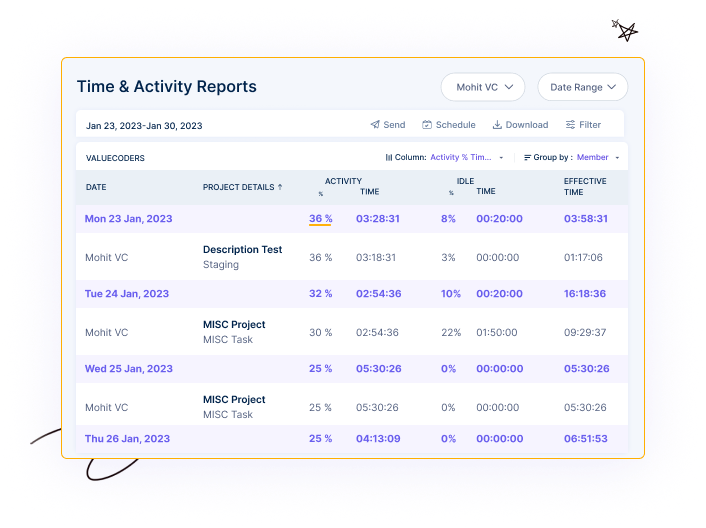 Time & Activity Reports
Mohit VC
Date Range
Jan 23, 2023-Jan 30, 2023
Send
Schedule
Download
Filter
VALUECODERS
Column: Activity % Tim...
Group by : Member
DATE PROJECT DETAILS ↑ ACTIVITY IDLE EFFECTIVE
% TIME % TIME TIME
Mon 23 Jan, 2023 36 % 03:28:31 8% 00:20:00 03:58:31
Description Test
Mohit VC 36 % 03:18:31 3% 00:00:00 01:17:06
Staging
Tue 24 Jan, 2023 32 % 02:54:36 10% 00:20:00 16:18:36
MISC Project
Mohit VC 30 % 02:54:36 22% 01:50:00 09:29:37
MISC Task
Wed 25 Jan, 2023 25 % 05:30:26 0% 00:00:00 05:30:26
MISC Project
Mohit VC 25 % 05:30:26 0% 00:00:00 05:30:26
MISC Task
Thu 26 Jan, 2023 25 % 04:13:09 0% 00:00:00 06:51:53